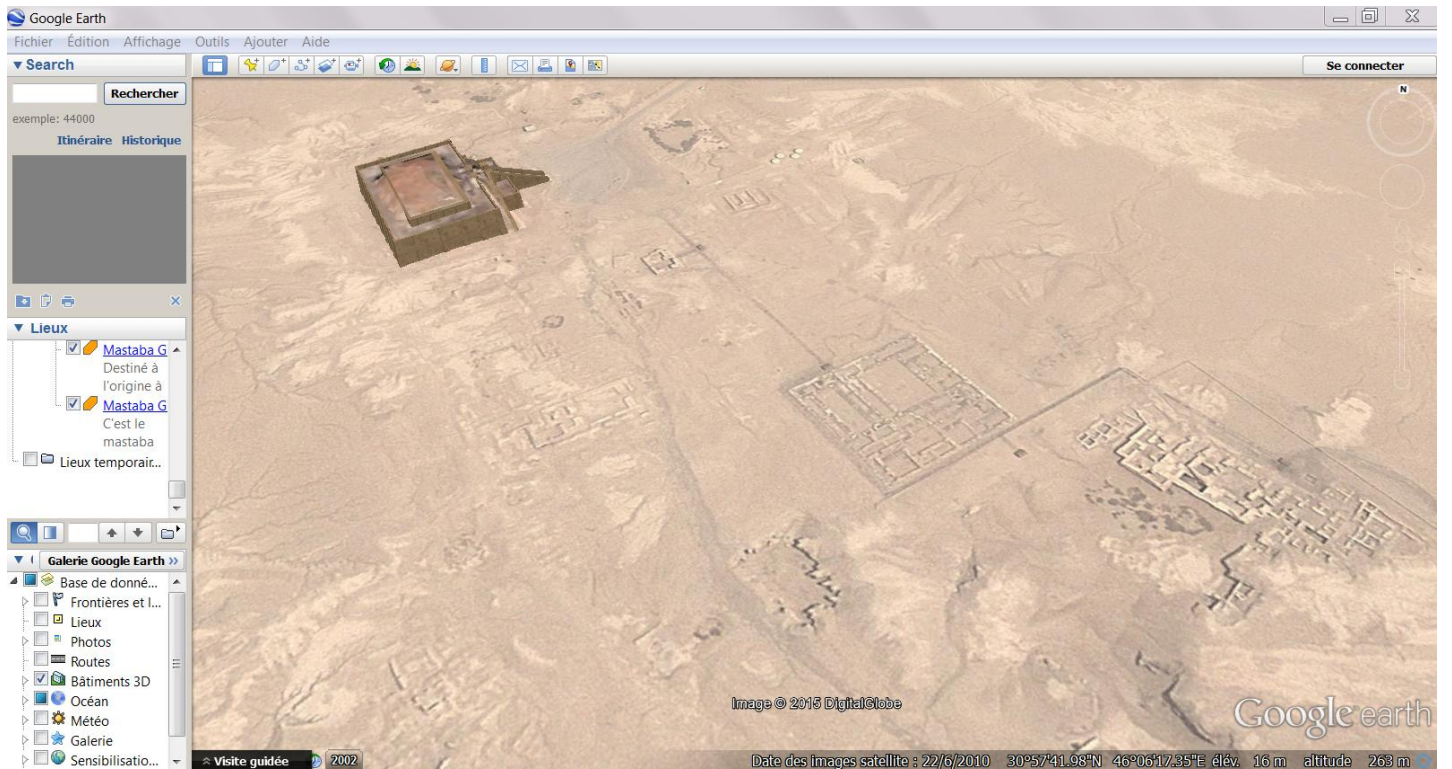 Google Earth
Fichier Édition Affichage Outils Ajouter Aide
Search
Se connecter
Rechercher
exemple: 44000
Itinéraire Historique
Lieux
Mastaba G
Destiné à
l'origine à
Mastaba G
C'est le
mastaba
Lieux temporair...
Galerie Google Earth »
Base de donné...
Frontières et l...
Lieux
Photos
Routes
Bâtiments 3D
Océan
Météo
Galerie
Sensibilisatio...
N
Image © 2015 DigitalGlobe
Google earth
Visite guidée
2002
Date des images satellite : 22/6/2010 30°57'41.98"N 46°06'17.35"E élév. 16 m altitude 263 m